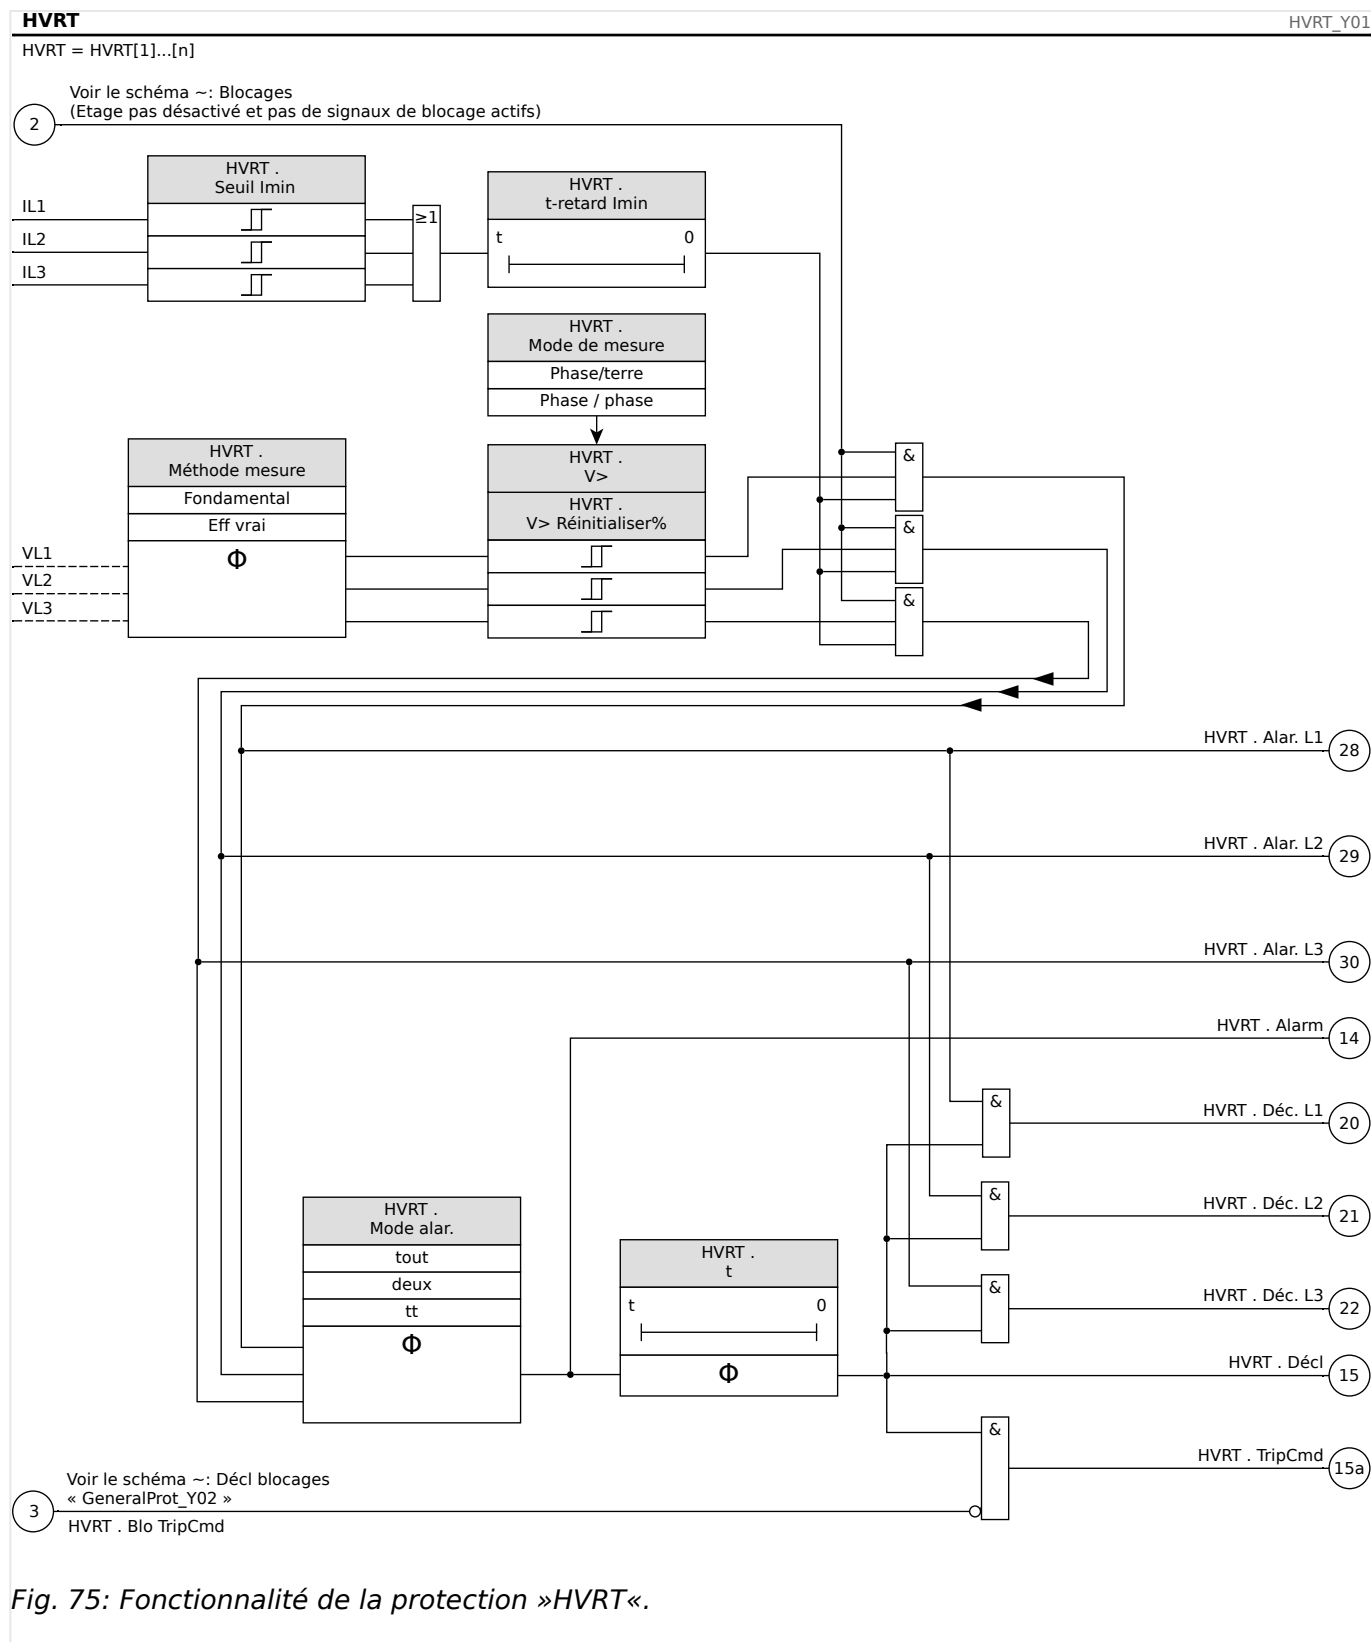 HVRT
HVRT_Y01
HVRT = HVRT[1]...[n]
Voir le schéma ~: Blocages
(Etage pas désactivé et pas de signaux de blocage actifs)
2
HVRT .
Seuil Imin
IL1
IL2
IL3
≥1
HVRT .
t-retard Imin
t
0
HVRT .
Mode de mesure
Phase/terre
Phase / phase
HVRT .
Méthode mesure
Fondamental
Eff vrai
Φ
VL1
VL2
VL3
HVRT .
V>
HVRT .
V> Réinitialiser%
&
&
&
HVRT . Alar. L1
28
HVRT . Alar. L2
29
HVRT . Alar. L3
30
HVRT . Alarm
14
&
HVRT . Déc. L1
20
&
HVRT . Déc. L2
21
&
HVRT . Déc. L3
22
HVRT .
Mode alar.
tout
deux
tt
Φ
HVRT .
t
t
0
Φ
HVRT . Décl
15
&
HVRT . TripCmd
15a
Voir le schéma ~: Décl blocages
« GeneralProt_Y02 »
3
HVRT . Blo TripCmd
Fig. 75: Fonctionnalité de la protection »HVRT«.